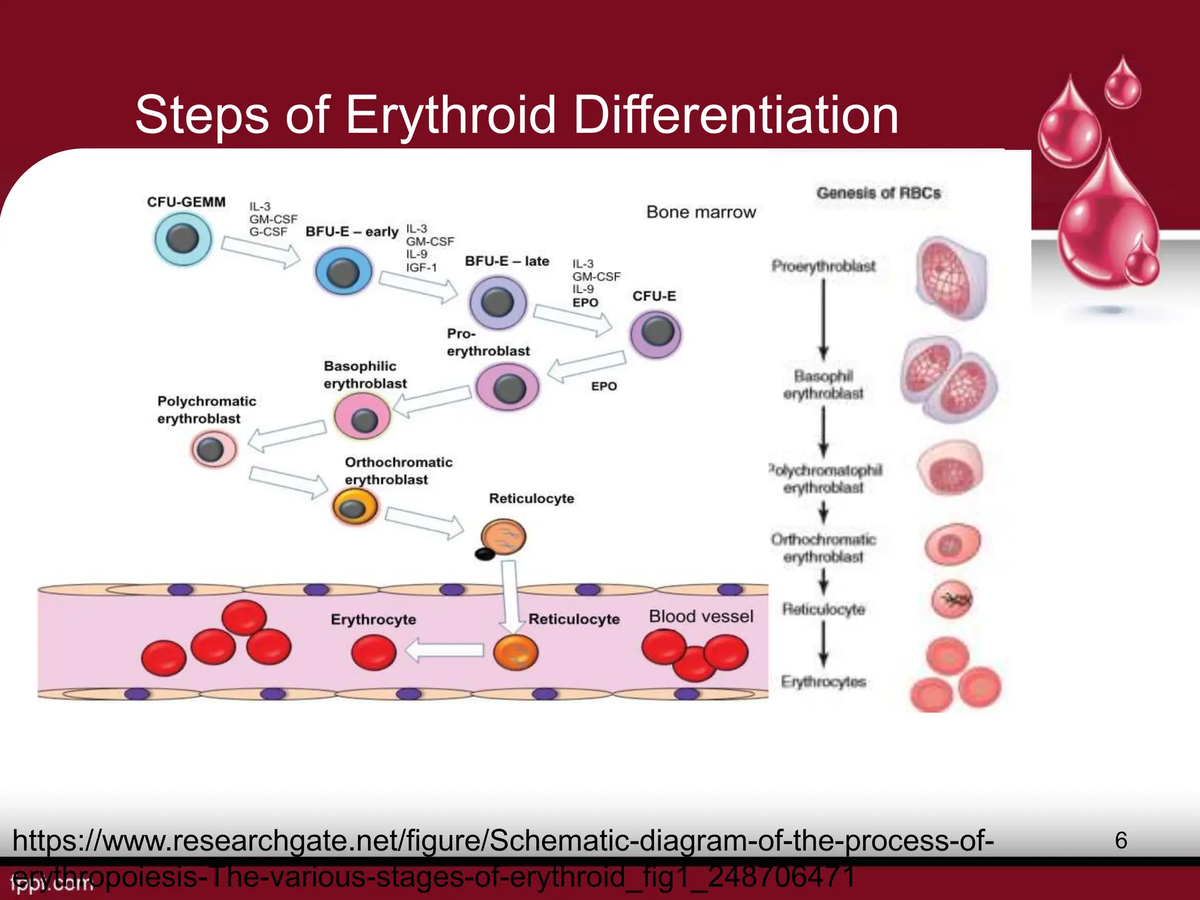 Steps of Erythroid Differentiation
CFU-GEMM
IL-3
GM-CSF
G-CSF
BFU-E – early
IL-3
GM-CSF
IL-9
IGF-1
BFU-E – late
IL-3
GM-CSF
IL-9
EPO
CFU-E
Bone marrow
EPO
Pro-
erythroblast
Basophilic
erythroblast
Polychromatic
erythroblast
Orthochromatic
erythroblast
Reticulocyte
Erythrocyte
Reticulocyte
Blood vessel
Genesis of RBCs
Proerythroblast
Basophil
erythroblast
Polychromatophil
erythroblast
Orthochromatic
erythroblast
Reticulocyte
Erythrocytes
https://www.researchgate.net/figure/Schematic-diagram-of-the-process-of-
erythropoiesis-The-various-stages-of-erythroid_fig1_248706471
6
fppt.com